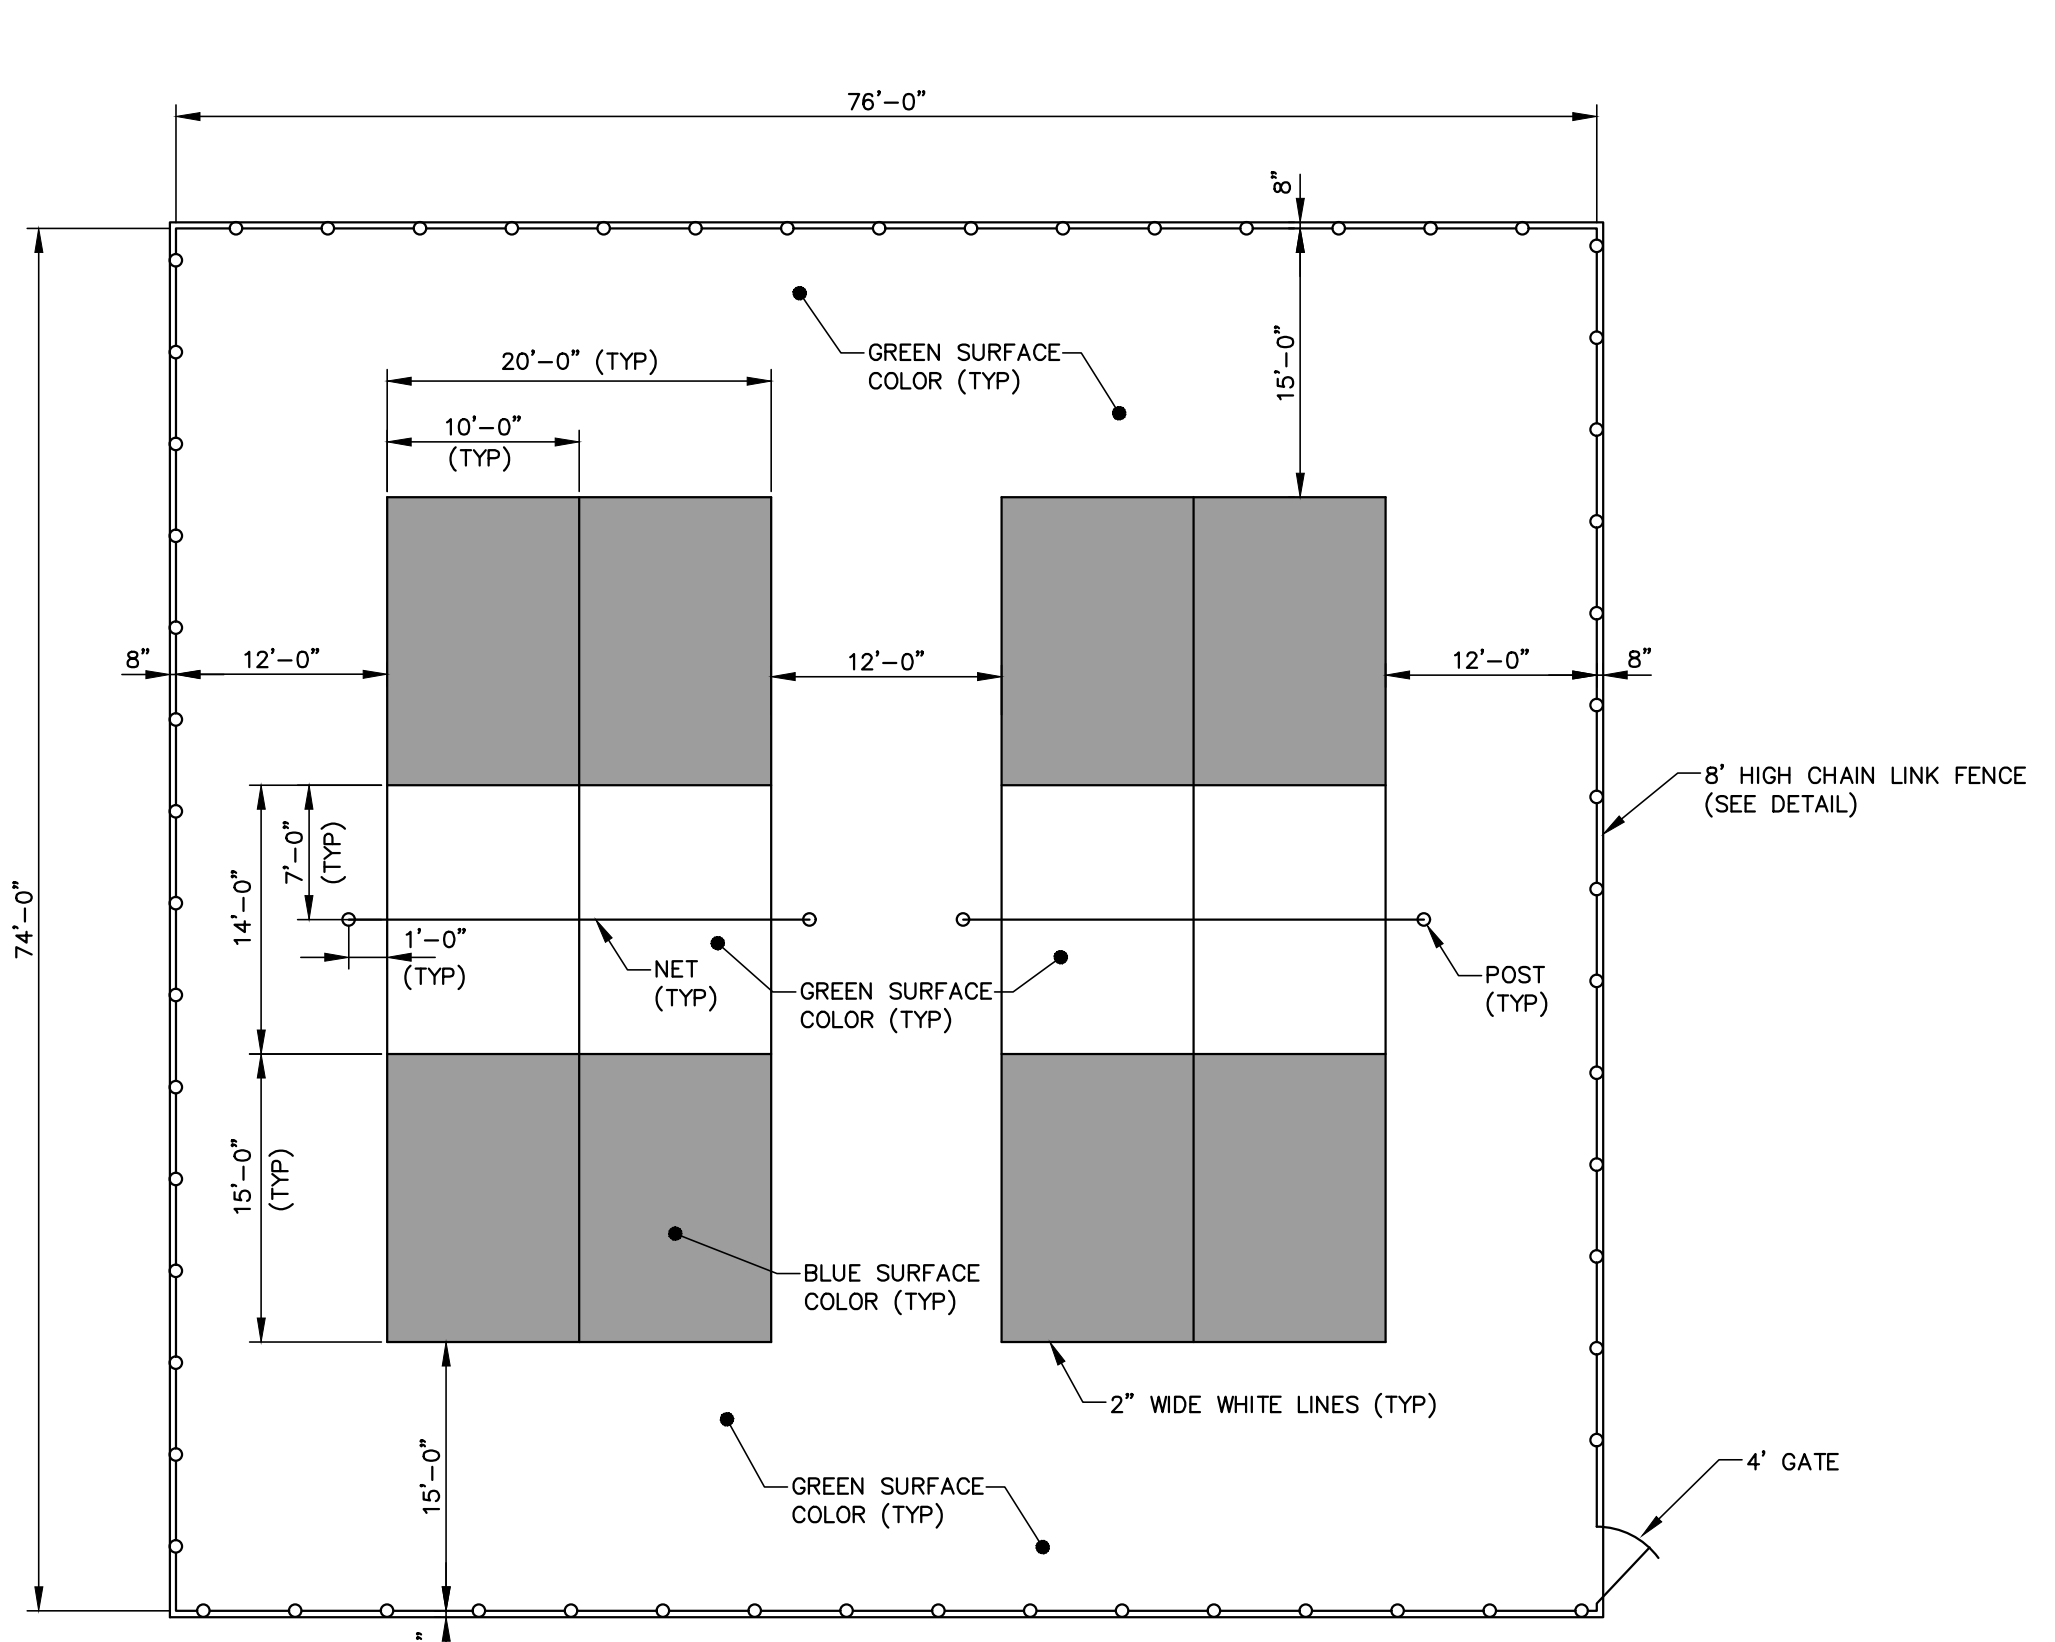 76'-0"
8"
GREEN SURFACE
COLOR (TYP)
15'-0"
20'-0" (TYP)
10'-0"
(TYP)
8"
12'-0"
12'-0"
12'-0"
8"
8' HIGH CHAIN LINK FENCE
(SEE DETAIL)
74'-0"
14'-0"
7'-0"
(TYP)
1'-0"
(TYP)
NET
(TYP)
GREEN SURFACE
COLOR (TYP)
POST
(TYP)
15'-0"
(TYP)
BLUE SURFACE
COLOR (TYP)
2" WIDE WHITE LINES (TYP)
15'-0"
GREEN SURFACE
COLOR (TYP)
4' GATE